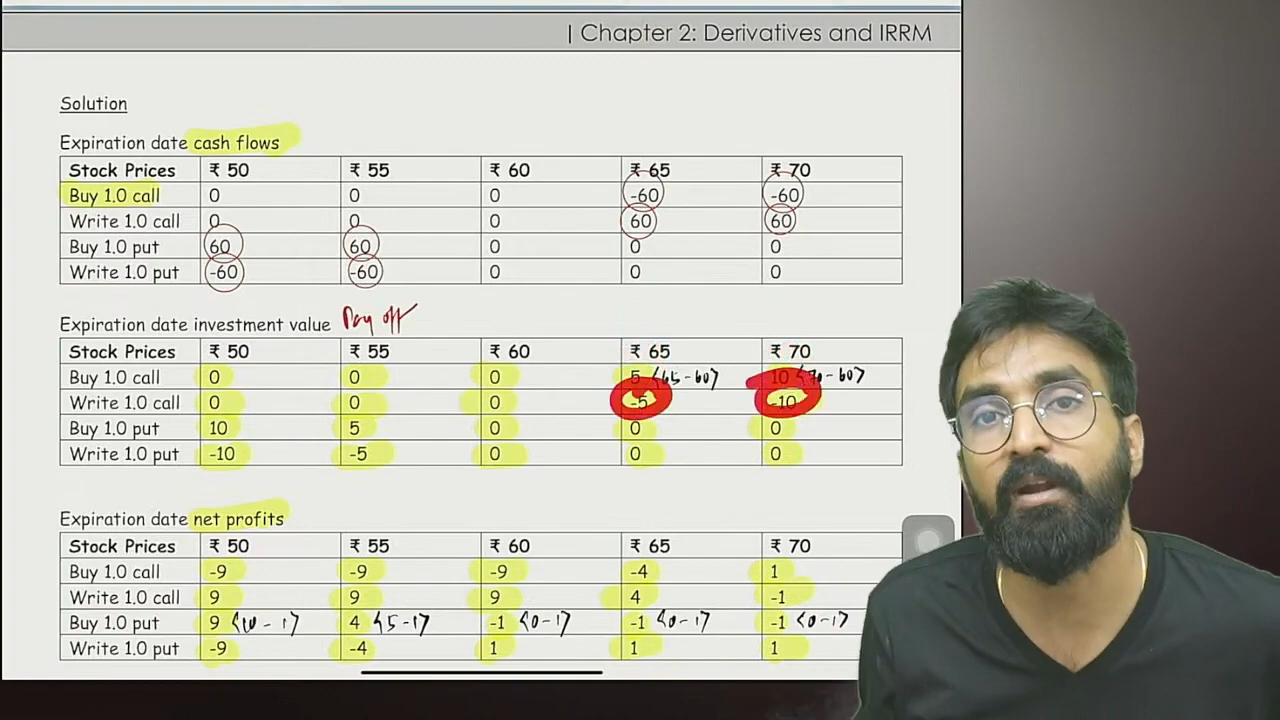 | Chapter 2: Derivatives and IRRM
Solution
Expiration date cash flows
Stock Prices ₹ 50 ₹ 55 ₹ 60 ₹ 65 ₹ 70
Buy 1.0 call 0 0 0 -60 -60
Write 1.0 call 0 0 0 60 60
Buy 1.0 put 60 60 0 0 0
Write 1.0 put -60 -60 0 0 0
Expiration date investment value Pay off
Stock Prices ₹ 50 ₹ 55 ₹ 60 ₹ 65 ₹ 70
Buy 1.0 call 0 0 0 5 (65-60) 10 (70-60)
Write 1.0 call 0 0 0 -5 -10
Buy 1.0 put 10 5 0 0 0
Write 1.0 put -10 -5 0 0 0
Expiration date net profits
Stock Prices ₹ 50 ₹ 55 ₹ 60 ₹ 65 ₹ 70
Buy 1.0 call -9 -9 -9 -4 1
Write 1.0 call 9 9 9 4 -1
Buy 1.0 put 9 (10-1) 4 (5-1) -1 (0-1) -1 (0-1) -1 (0-1)
Write 1.0 put -9 -4 1 1 1